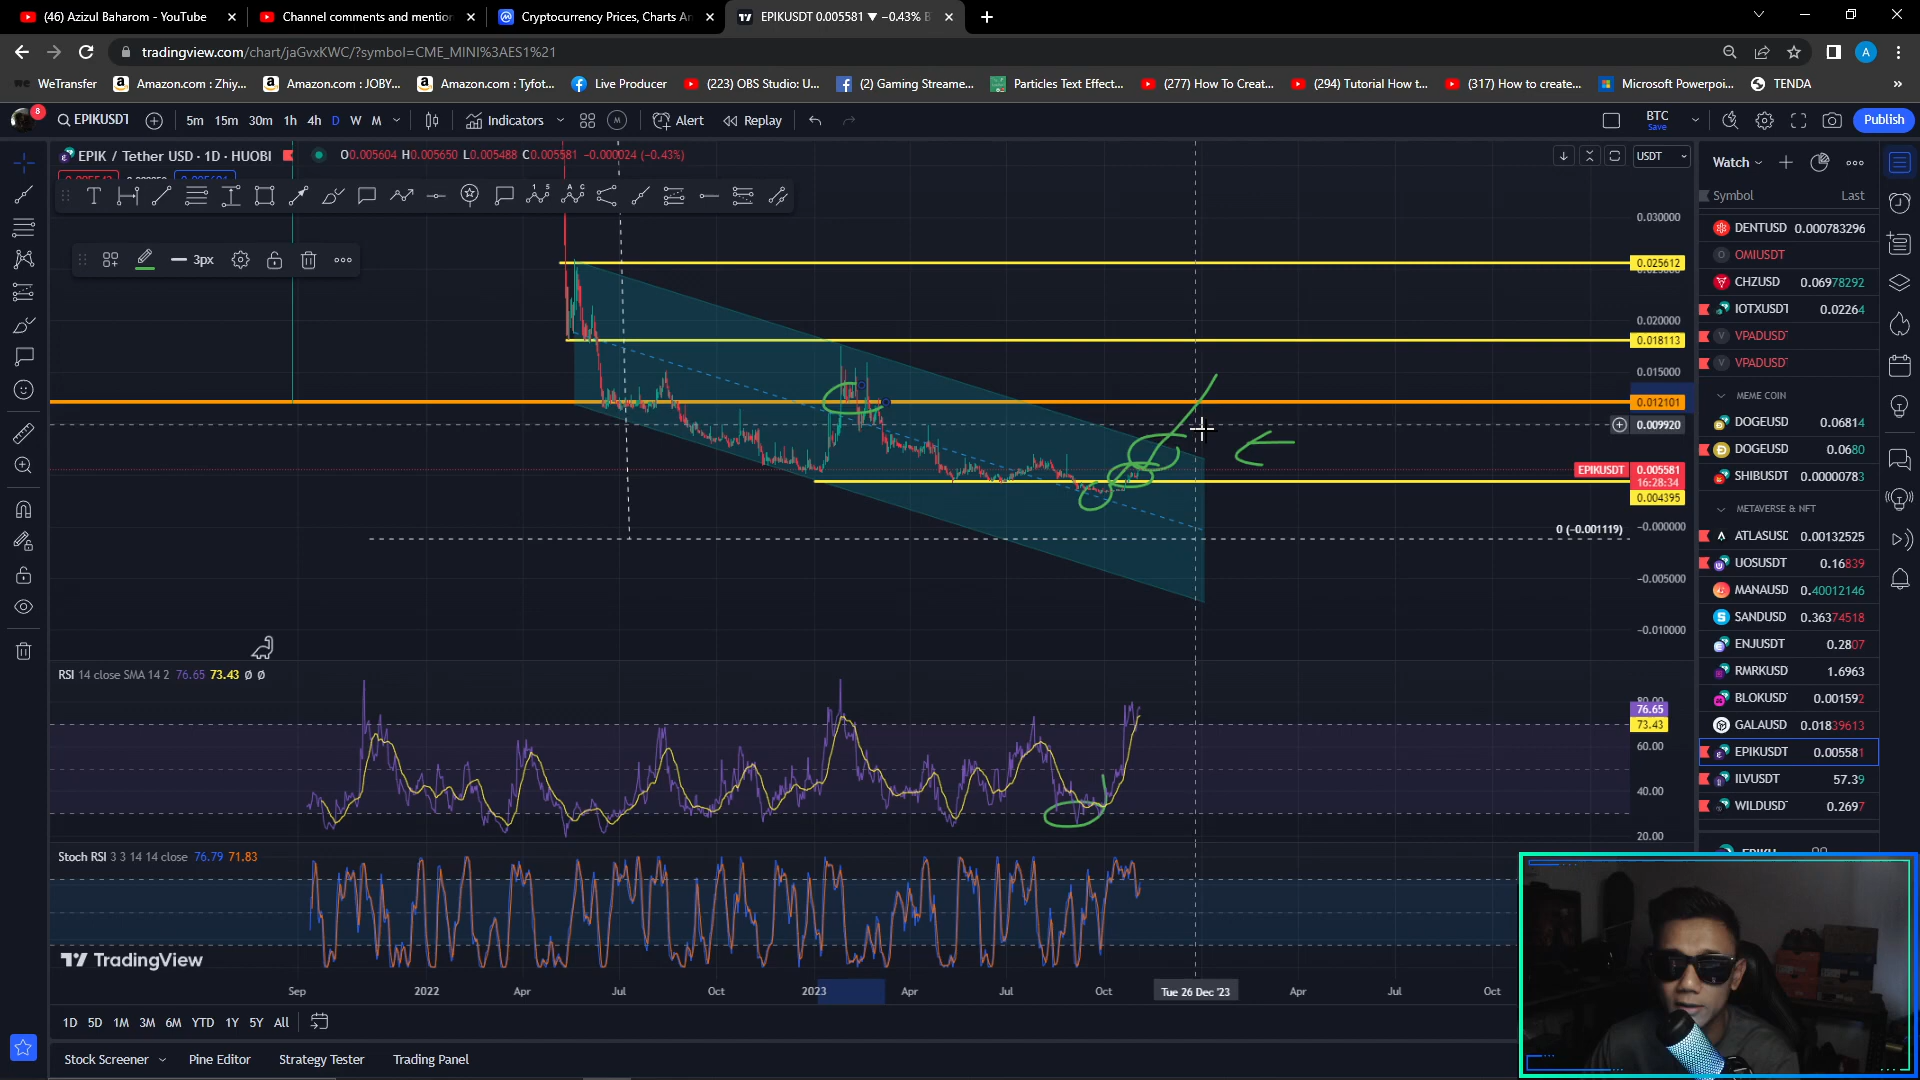 (46) Azizul Baharom - YouTube
Channel comments and mention
Cryptocurrency Prices, Charts An
EPIKUSDT 0.005581 ▼ −0.43% B
tradingview.com/chart/jaGvxKWC/?symbol=CME_MINI%3AES1%21
A
WeTransfer
Amazon.com : Zhiy...
Amazon.com : JOBY...
Amazon.com : Tyfot...
Live Producer
(223) OBS Studio: U...
(2) Gaming Streame...
Particles Text Effect...
(277) How To Creat...
(294) Tutorial How t...
(317) How to create...
Microsoft Powerpoi...
TENDA
8
EPIKUSDT
5m 15m 30m 1h 4h D W M
Indicators
Alert
Replay
BTC
Save
Publish
EPIK / Tether USD · 1D · HUOBI
O0.005604 H0.005650 L0.005488 C0.005581 −0.000024 (−0.43%)
USDT
3px
0.030000
0.025612
0.020000
0.018113
0.015000
0.012101
0.009920
EPIKUSDT 0.005581
16:28:34
0.004395
0 (−0.001119)
−0.000000
−0.005000
−0.010000
RSI 14 close SMA 14 2 76.65 73.43 Ø Ø
80.00
76.65
73.43
60.00
40.00
20.00
Stoch RSI 3 3 14 14 close 76.79 71.83
TradingView
Sep 2022 Apr Jul Oct 2023 Apr Jul Oct Tue 26 Dec '23 Apr Jul Oct
1D 5D 1M 3M 6M YTD 1Y 5Y All
Stock Screener
Pine Editor
Strategy Tester
Trading Panel
Watch
Symbol Last
DENTUSD 0.000783296
OMIUSDT
CHZUSD 0.06978292
IOTXUSDT 0.02264
VPADUSDT
VPADUSDT
MEME COIN
DOGEUSD 0.06814
DOGEUSD 0.0680
SHIBUSDT 0.00000783
METAVERSE & NFT
ATLASUSD 0.00132525
UOSUSDT 0.16839
MANAUSD 0.40012146
SANDUSD 0.36374518
ENJUSDT 0.2807
RMRKUSD 1.6963
BLOKUSD 0.001592
GALAUSD 0.01839613
EPIKUSDT 0.005581
ILVUSDT 57.39
WILDUSD 0.2697